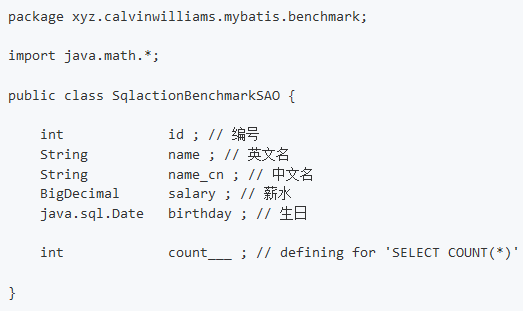 package xyz.calvinwilliams.mybatis.benchmark;
import java.math.*;
public class SqlactionBenchmarkSAO {
int id ; // 编号
String name ; // 英文名
String name_cn ; // 中文名
BigDecimal salary ; // 薪水
java.sql.Date birthday ; // 生日
int count___ ; // defining for 'SELECT COUNT(*)'
}